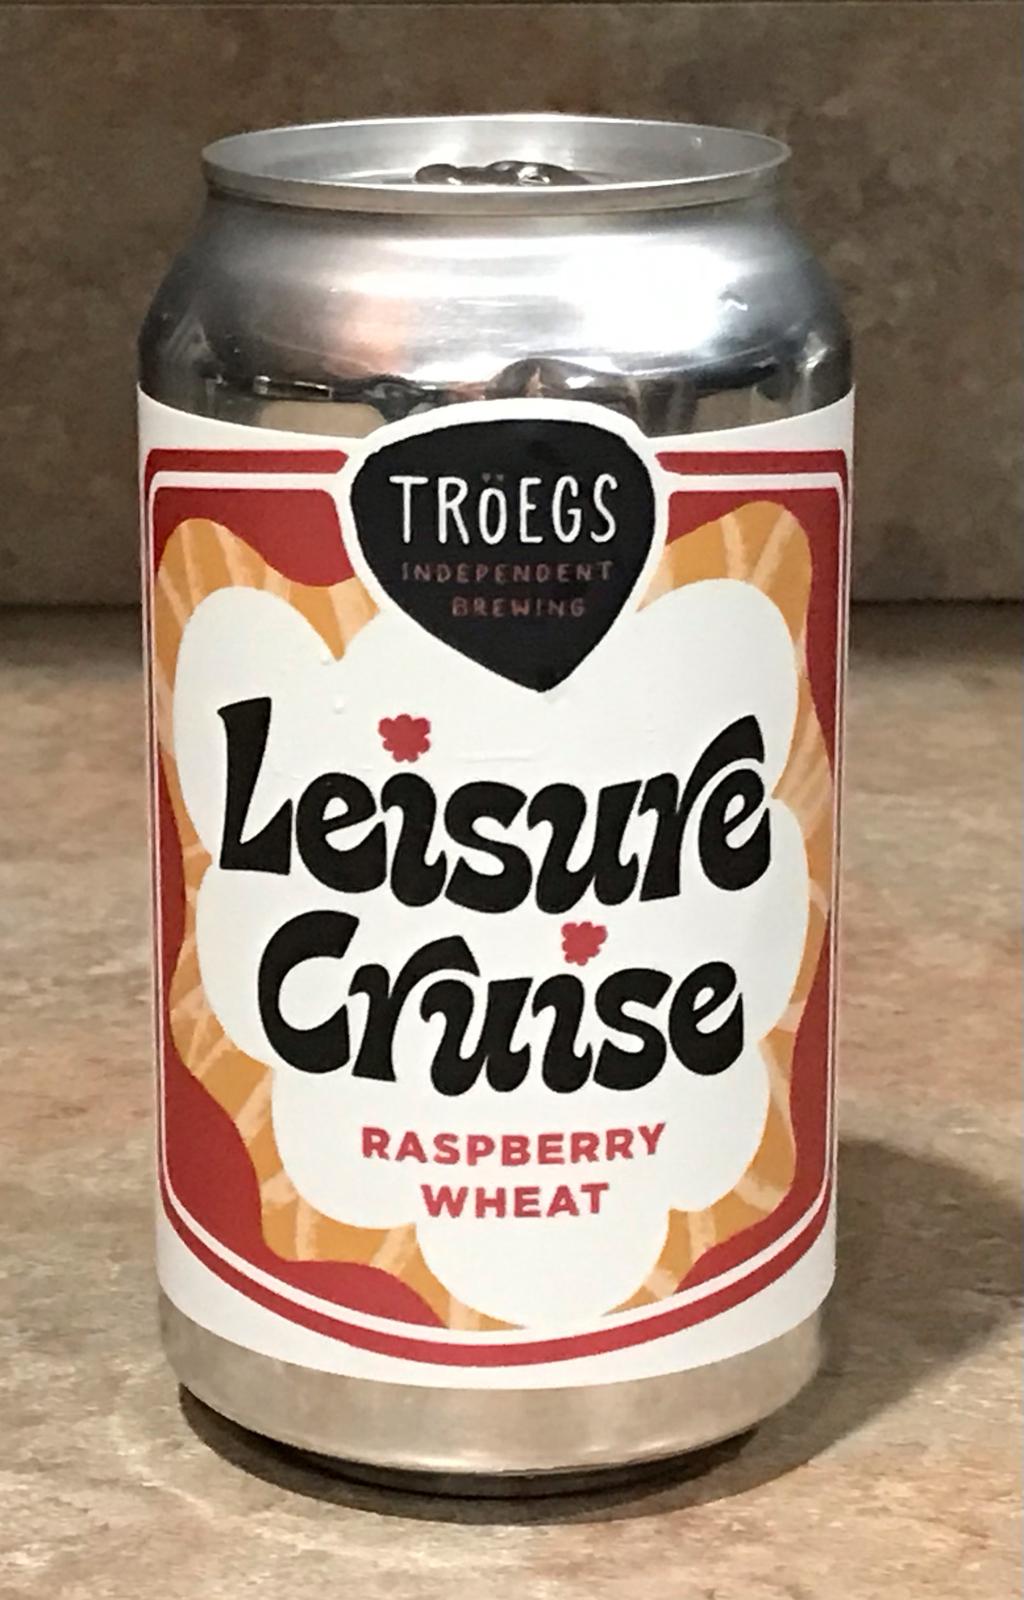 TRÖEGS
INDEPENDENT
BREWING
Leisure
Cruise
RASPBERRY
WHEAT